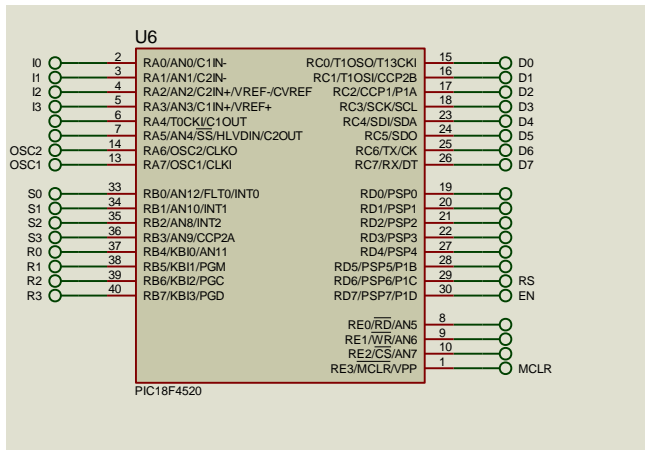 U6
I0 2 RA0/AN0/C1IN- RC0/T1OSO/T13CKI 15 D0
I1 3 RA1/AN1/C2IN- RC1/T1OSI/CCP2B 16 D1
I2 4 RA2/AN2/C2IN+/VREF-/CVREF RC2/CCP1/P1A 17 D2
I3 5 RA3/AN3/C1IN+/VREF+ RC3/SCK/SCL 18 D3
6 RA4/T0CKI/C1OUT RC4/SDI/SDA 23 D4
7 RA5/AN4/SS/HLVDIN/C2OUT RC5/SDO 24 D5
OSC2 14 RA6/OSC2/CLKO RC6/TX/CK 25 D6
OSC1 13 RA7/OSC1/CLKI RC7/RX/DT 26 D7
S0 33 RB0/AN12/FLT0/INT0 RD0/PSP0 19
S1 34 RB1/AN10/INT1 RD1/PSP1 20
S2 35 RB2/AN8/INT2 RD2/PSP2 21
S3 36 RB3/AN9/CCP2A RD3/PSP3 22
R0 37 RB4/KBI0/AN11 RD4/PSP4 27
R1 38 RB5/KBI1/PGM RD5/PSP5/P1B 28
R2 39 RB6/KBI2/PGC RD6/PSP6/P1C 29 RS
R3 40 RB7/KBI3/PGD RD7/PSP7/P1D 30 EN
RE0/RD/AN5 8
RE1/WR/AN6 9
RE2/CS/AN7 10
RE3/MCLR/VPP 1 MCLR
PIC18F4520